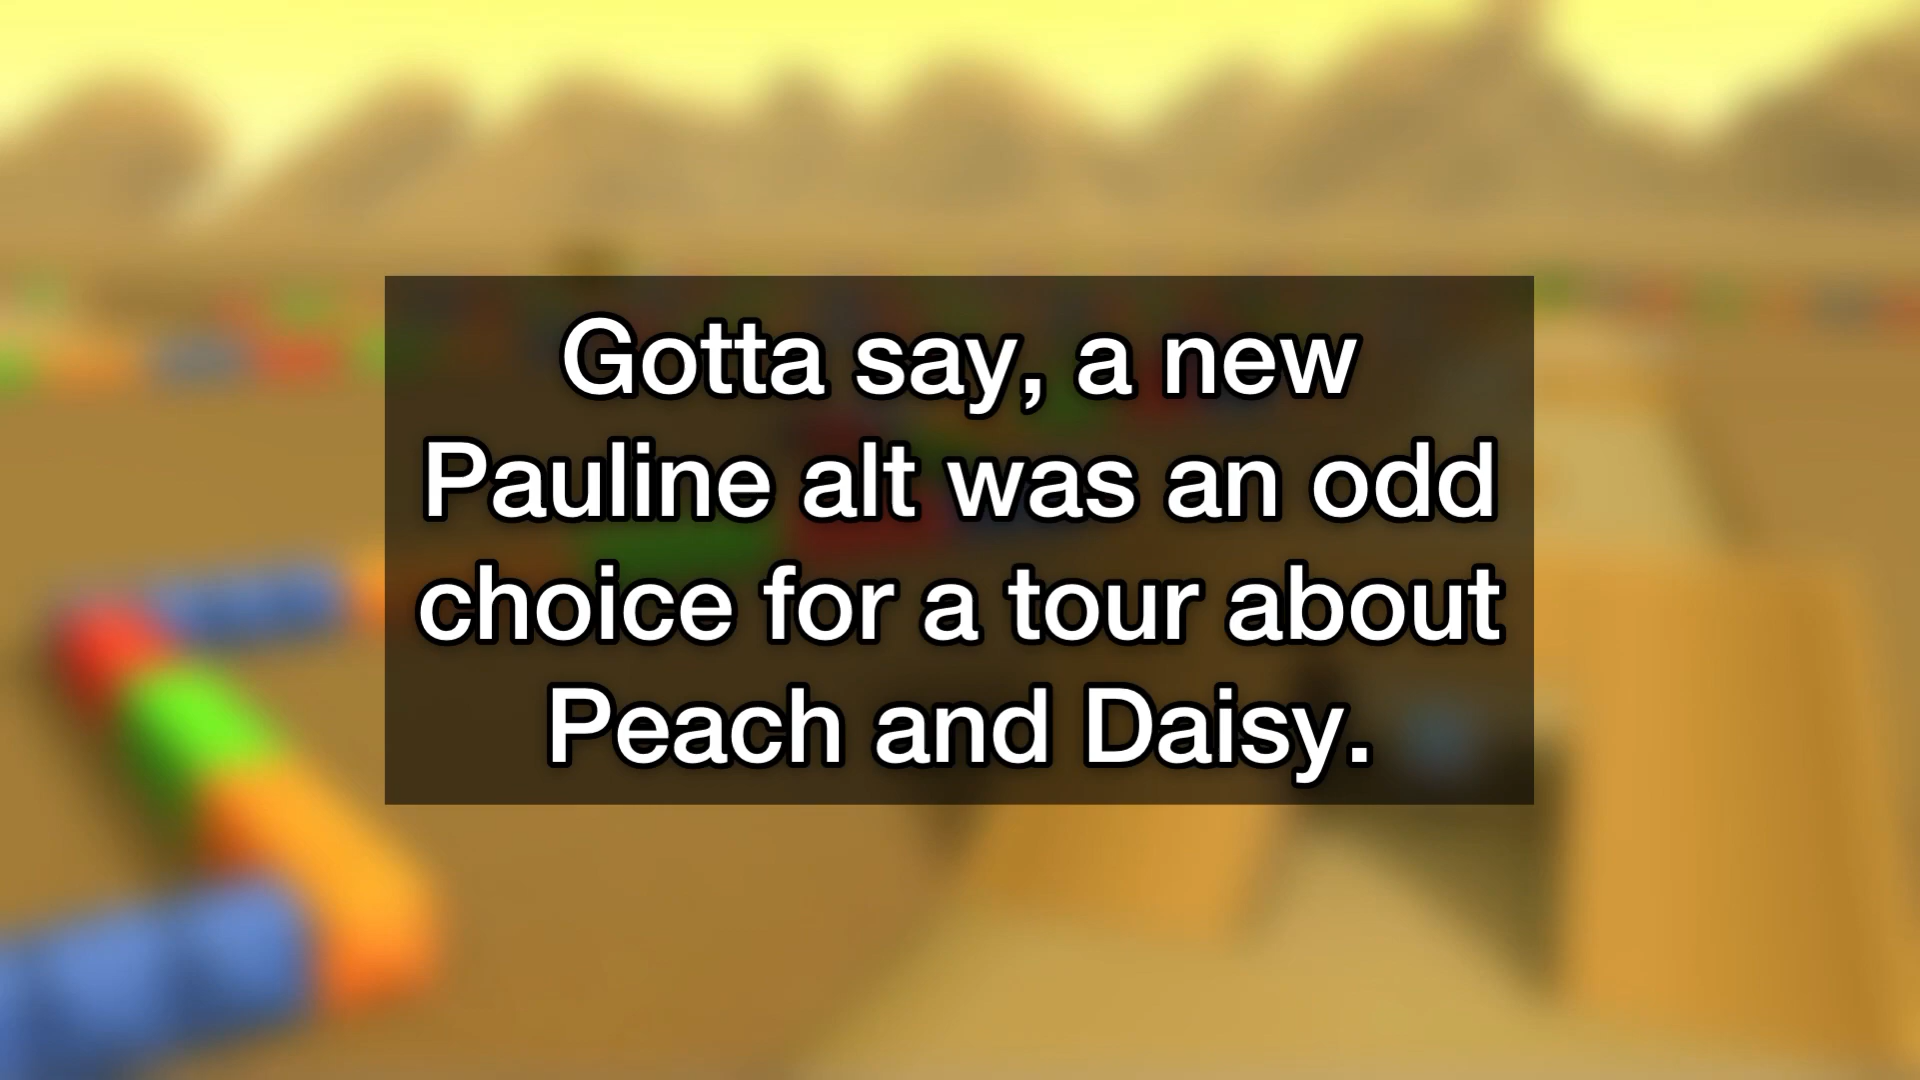 Gotta say, a new
Pauline alt was an odd
choice for a tour about
Peach and Daisy.